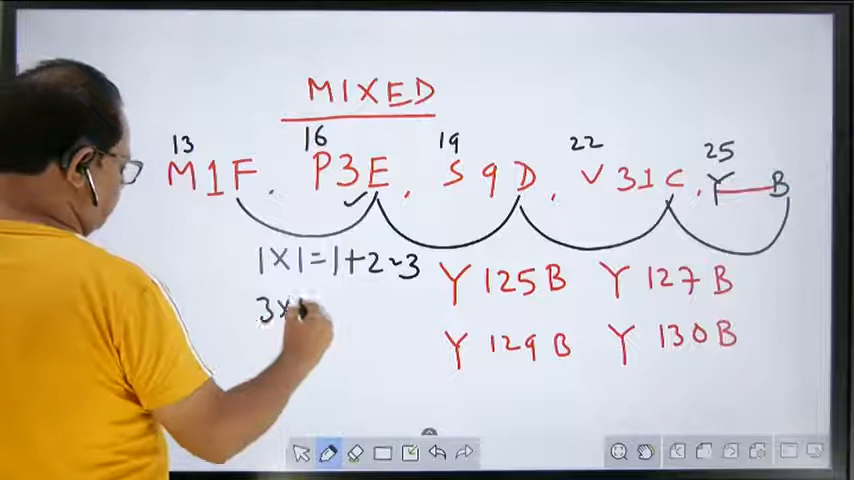 MIXED
13 16 19 22 25
M1F, P3E, S9D, V31C, Y — B
1×1=1+2=3
3×
Y125B Y127B
Y129B Y130B